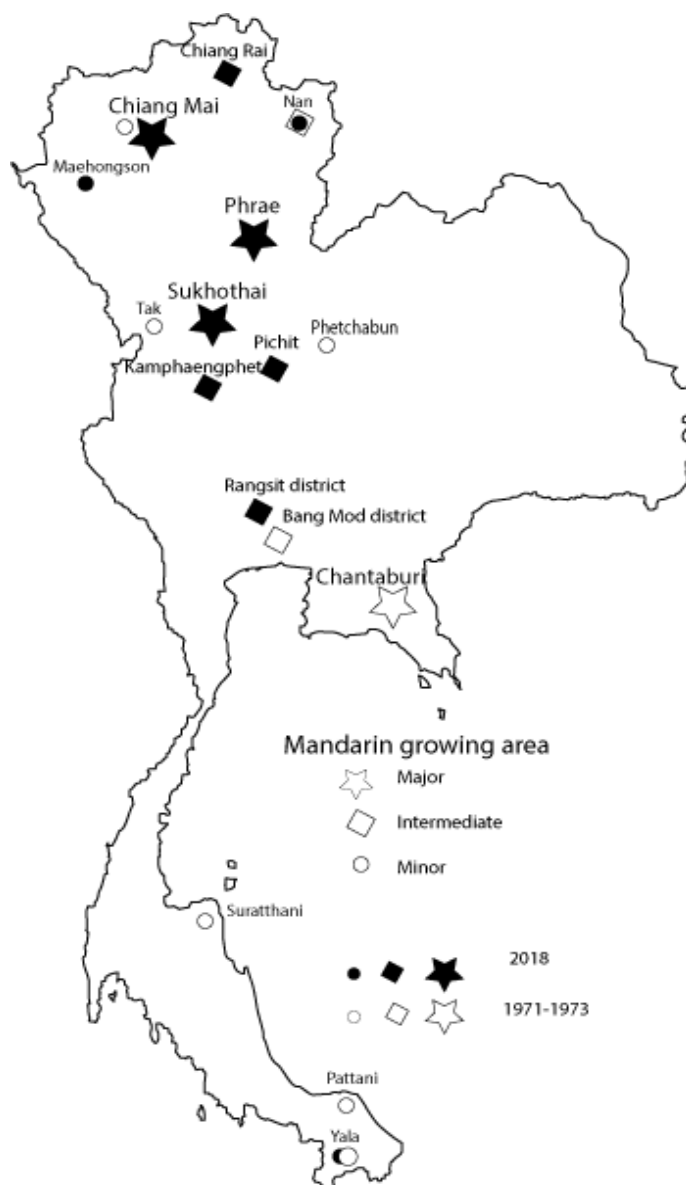 Chiang Rai
Chiang Mai
Nan
Maehongson
Phrae
Sukhothai
Tak
Phetchabun
Pichit
Kamphaengphet
Rangsit district
Bang Mod district
Chantaburi
Mandarin growing area
Major
Intermediate
Minor
Suratthani
2018
1971-1973
Pattani
Yala